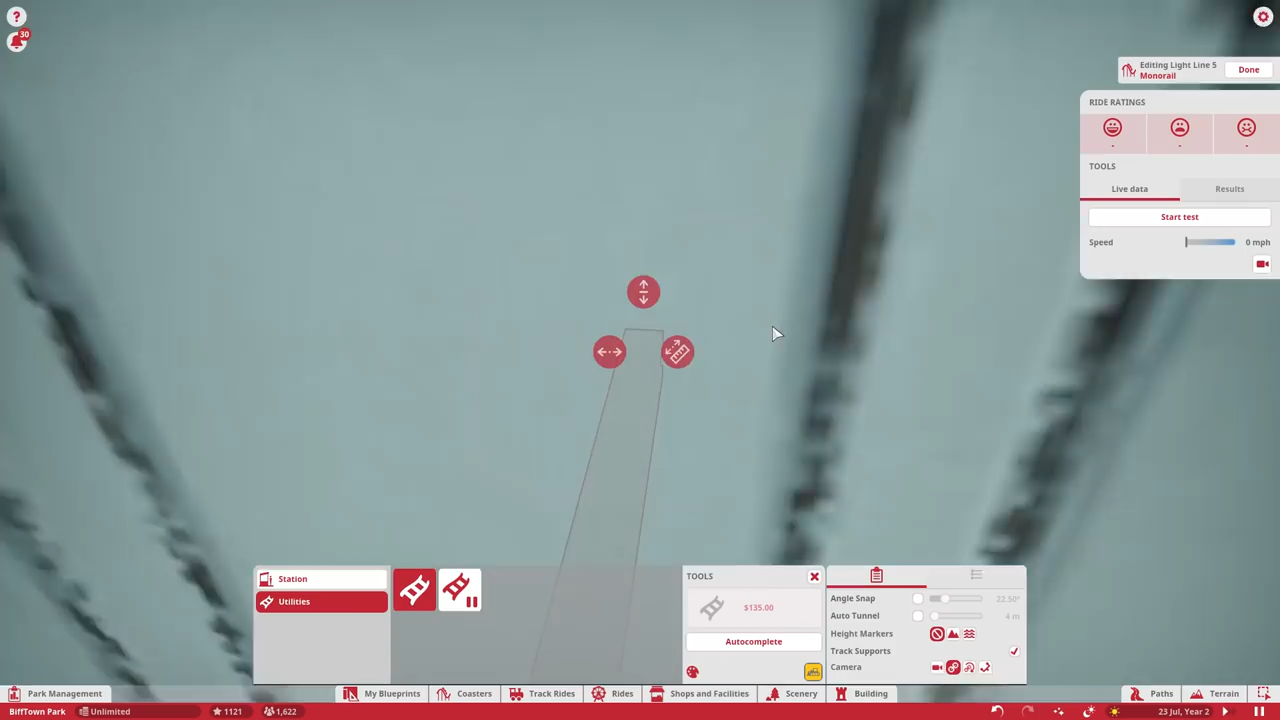 ?
30
Editing Light Line 5
Monorail
Done
RIDE RATINGS
- - -
TOOLS
Live data Results
Start test
Speed 0 mph
Station
Utilities
TOOLS
$135.00
Autocomplete
Angle Snap 22.50°
Auto Tunnel 4 m
Height Markers
Track Supports
Camera
Park Management My Blueprints Coasters Track Rides Rides Shops and Facilities Scenery Building Paths Terrain
BiffTown Park Unlimited 1121 1,622 23 Jul, Year 2